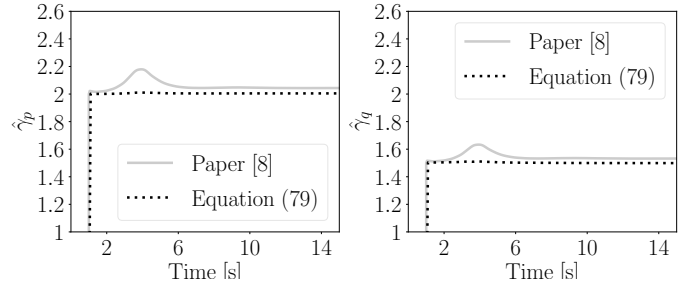 2.6
2.4
2.2
2
1.8
1.6
1.4
1.2
1
γ̂p
Paper [8]
Equation (79)
2 6 10 14
Time [s]
2.6
2.4
2.2
2
1.8
1.6
1.4
1.2
1
γ̂q
Paper [8]
Equation (79)
2 6 10 14
Time [s]